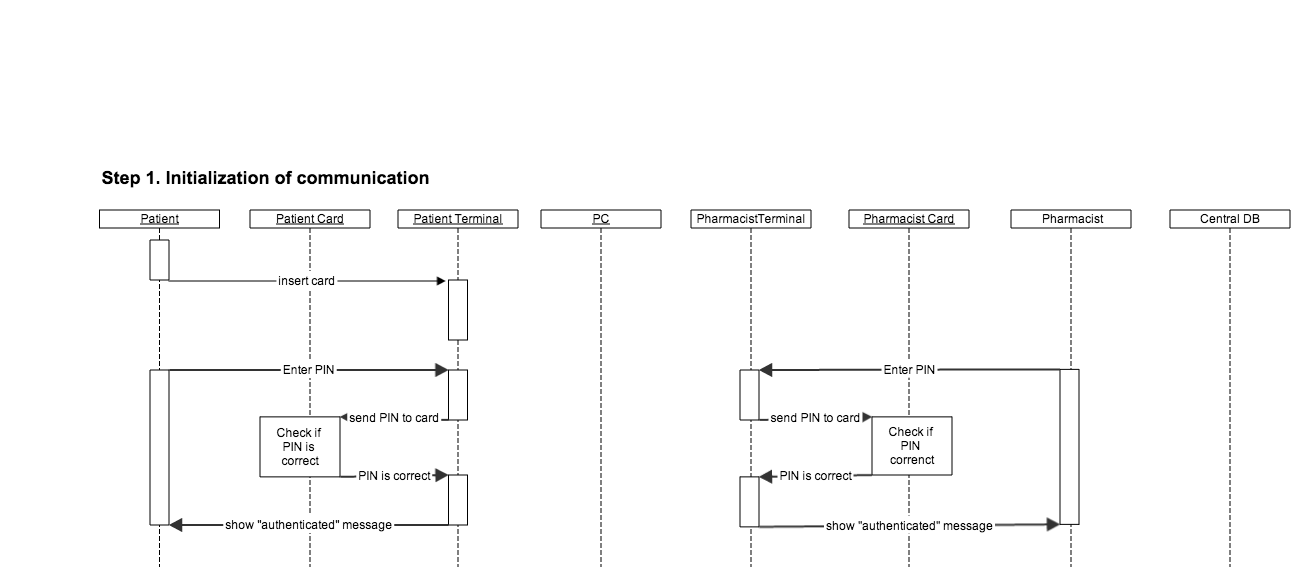 Step 1. Initialization of communication
Patient
Patient Card
Patient Terminal
PC
PharmacistTerminal
Pharmacist Card
Pharmacist
Central DB
insert card
Enter PIN
Enter PIN
send PIN to card
send PIN to card
Check if
PIN is
correct
Check if
PIN
corrénct
PIN is correct
PIN is correct
show "authenticated" message
show "authenticated" message